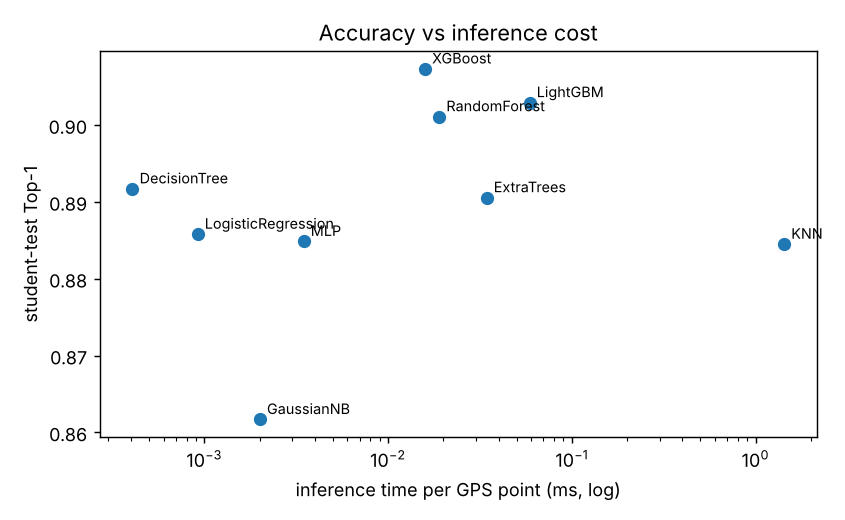 Accuracy vs inference cost
XGBoost
LightGBM
RandomForest
0.90
DecisionTree
ExtraTrees
0.89
LogisticRegression
MLP
KNN
0.88
0.87
GaussianNB
0.86
student-test Top-1
10⁻³
10⁻²
10⁻¹
10⁰
inference time per GPS point (ms, log)